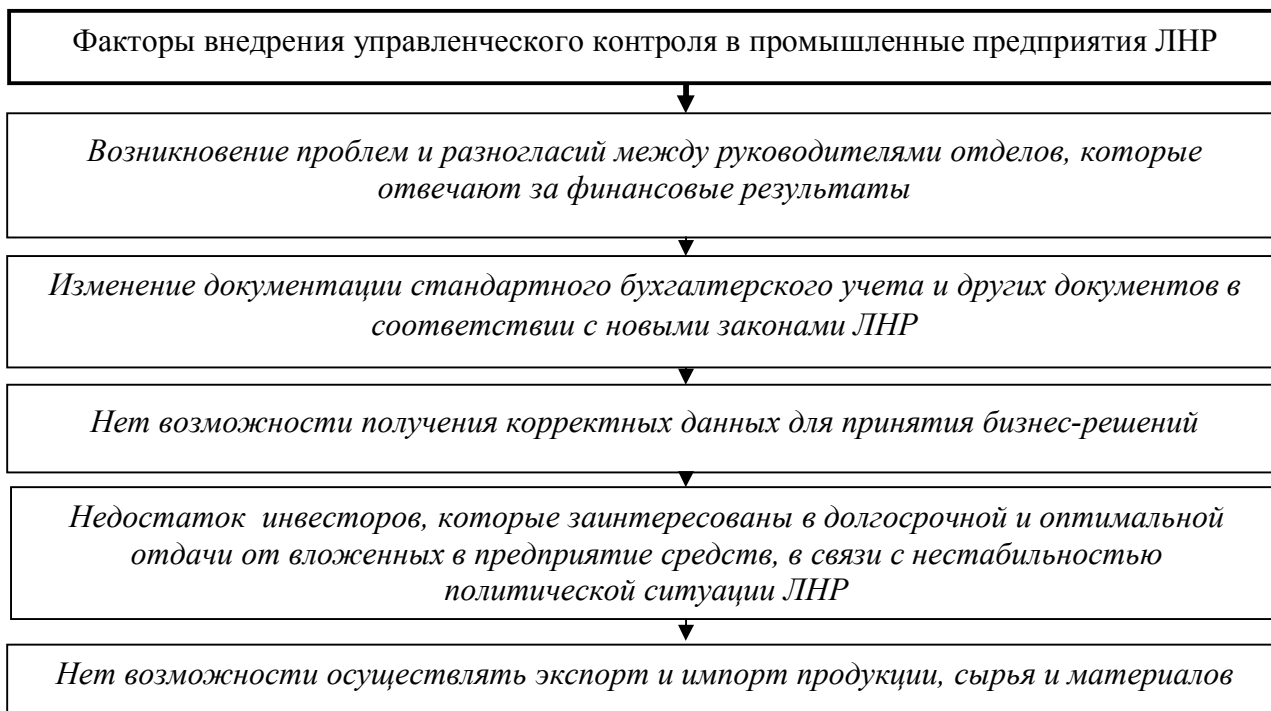 Факторы внедрения управленческого контроля в промышленные предприятия ЛНР
Возникновение проблем и разногласий между руководителями отделов, которые
отвечают за финансовые результаты
Изменение документации стандартного бухгалтерского учета и других документов в
соответствии с новыми законами ЛНР
Нет возможности получения корректных данных для принятия бизнес-решений
Недостаток инвесторов, которые заинтересованы в долгосрочной и оптимальной
отдачи от вложенных в предприятие средств, в связи с нестабильностью
политической ситуации ЛНР
Нет возможности осуществлять экспорт и импорт продукции, сырья и материалов